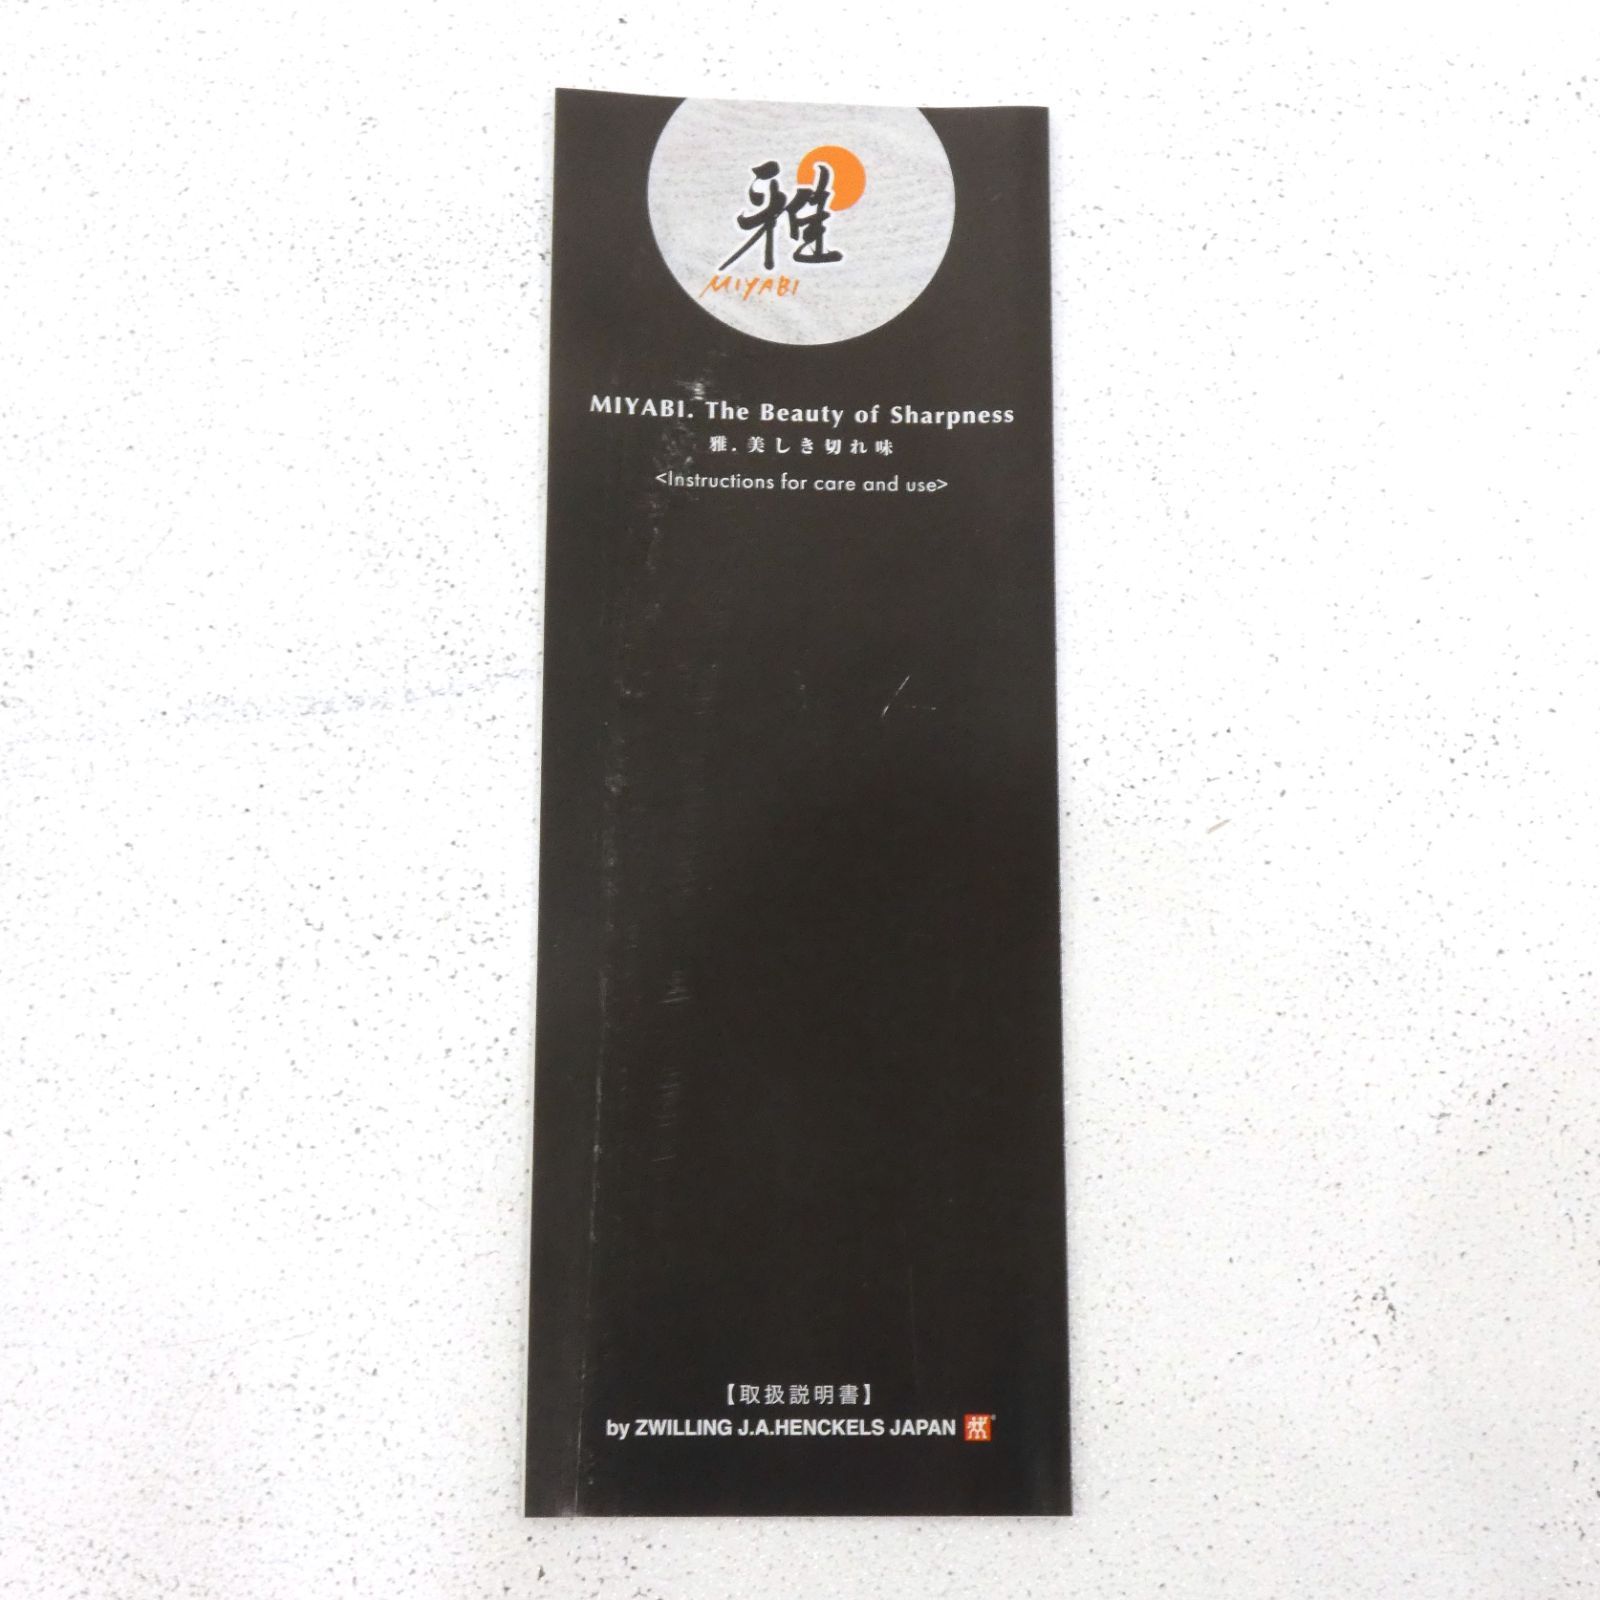 雅
MIYABI
MIYABI. The Beauty of Sharpness
雅.美しき切れ味
<Instructions for care and use>
【取扱説明書】
by ZWILLING J.A.HENCKELS JAPAN